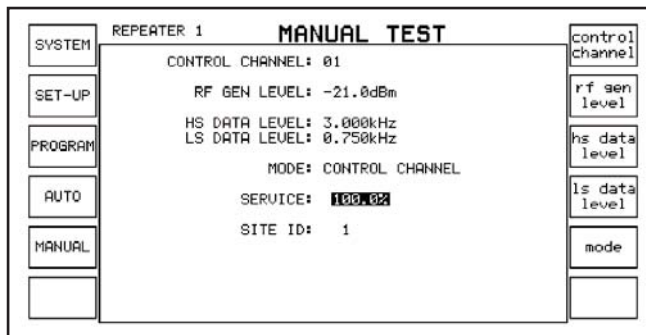 REPEATER 1 MANUAL TEST
SYSTEM
SET-UP
PROGRAM
AUTO
MANUAL
CONTROL CHANNEL: 01
RF GEN LEVEL: -21.0dBm
HS DATA LEVEL: 3.000kHz
LS DATA LEVEL: 0.750kHz
MODE: CONTROL CHANNEL
SERVICE: 100.0%
SITE ID: 1
control
channel
rf gen
level
hs data
level
ls data
level
mode